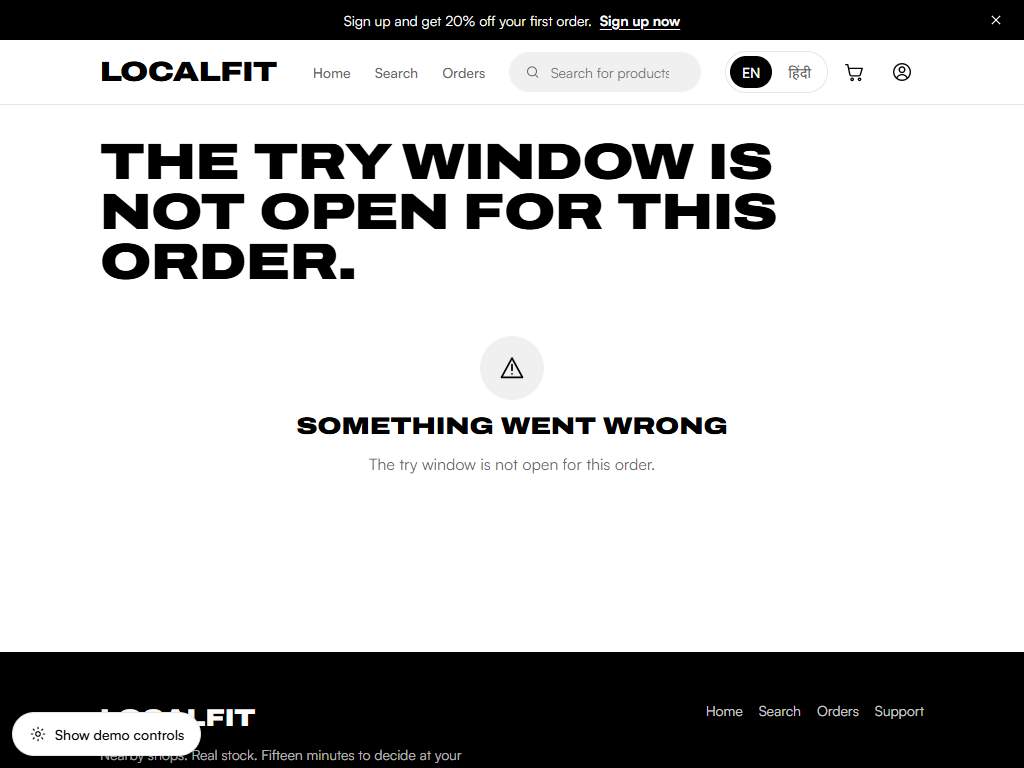 Sign up and get 20% off your first order. Sign up now
LOCALFIT
Home
Search
Orders
Search for products
EN
हिंदी
THE TRY WINDOW IS
NOT OPEN FOR THIS
ORDER.
SOMETHING WENT WRONG
The try window is not open for this order.
LOCALFIT
Home
Search
Orders
Support
Show demo controls
Nearby shops. Real stock. Fifteen minutes to decide at your